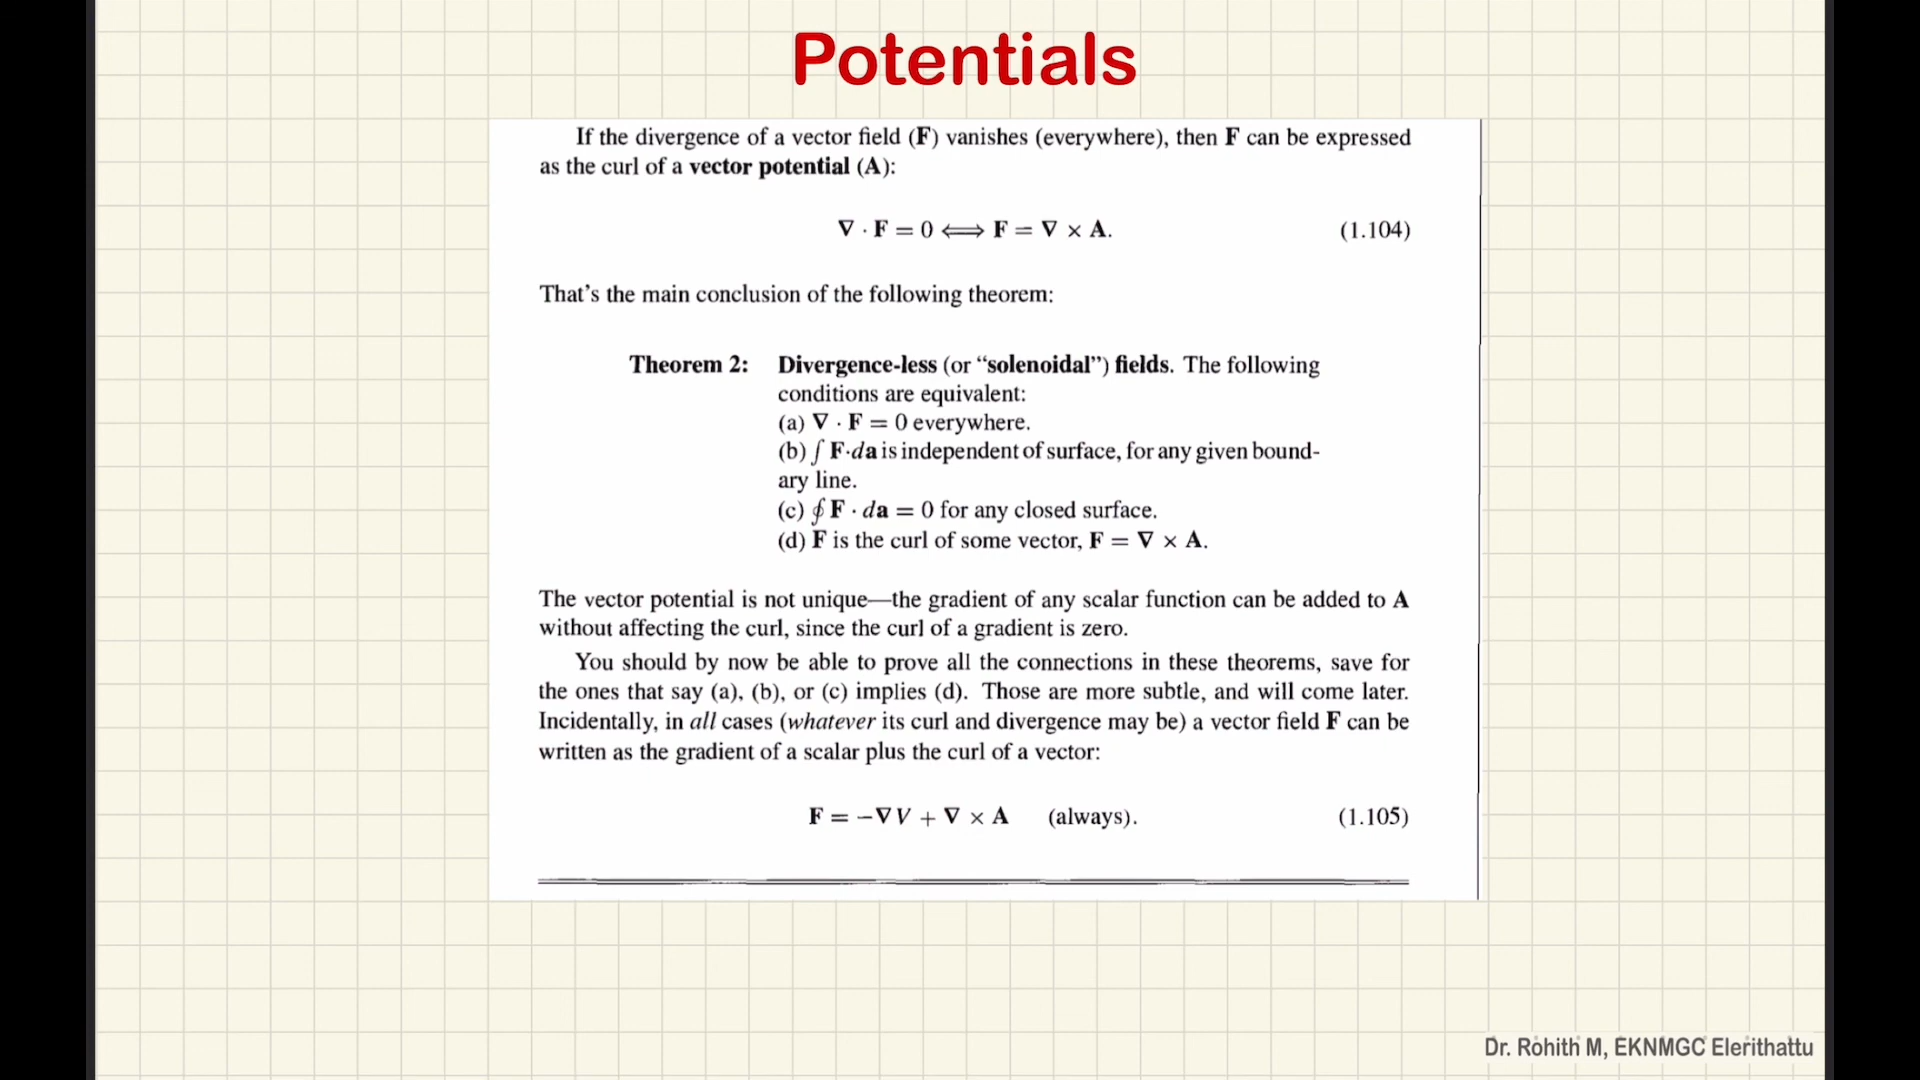 Potentials
If the divergence of a vector field (F) vanishes (everywhere), then F can be expressed
as the curl of a vector potential (A):
∇ · F = 0 ⟺ F = ∇ × A. (1.104)
That’s the main conclusion of the following theorem:
Theorem 2: Divergence-less (or “solenoidal”) fields. The following
conditions are equivalent:
(a) ∇ · F = 0 everywhere.
(b) ∫ F·da is independent of surface, for any given bound-
ary line.
(c) ∮ F · da = 0 for any closed surface.
(d) F is the curl of some vector, F = ∇ × A.
The vector potential is not unique—the gradient of any scalar function can be added to A
without affecting the curl, since the curl of a gradient is zero.
You should by now be able to prove all the connections in these theorems, save for
the ones that say (a), (b), or (c) implies (d). Those are more subtle, and will come later.
Incidentally, in all cases (whatever its curl and divergence may be) a vector field F can be
written as the gradient of a scalar plus the curl of a vector:
F = −∇V + ∇ × A (always). (1.105)
Dr. Rohith M, EKNMGC Elerithattu